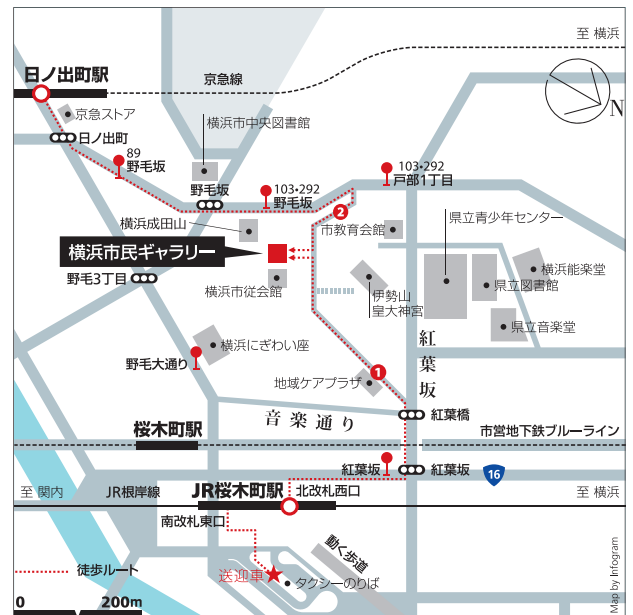 至 横浜
日ノ出町駅
京急線
N
京急ストア
横浜市中央図書館
日ノ出町
89
野毛坂
103・292
戸部1丁目
野毛坂
103・292
野毛坂
2
県立青少年センター
横浜成田山
市教育会館
横浜市民ギャラリー
横浜能楽堂
野毛3丁目
県立図書館
横浜市従会館
伊勢山
皇大神宮
県立音楽堂
紅葉坂
横浜にぎわい座
野毛大通り
1
地域ケアプラザ
音楽通り
紅葉橋
桜木町駅
市営地下鉄ブルーライン
紅葉坂
紅葉坂
16
至 関内
JR根岸線
JR桜木町駅
北改札西口
至 横浜
南改札東口
動く歩道
徒歩ルート
送迎車
タクシーのりば
0
200m
Map by Infogram